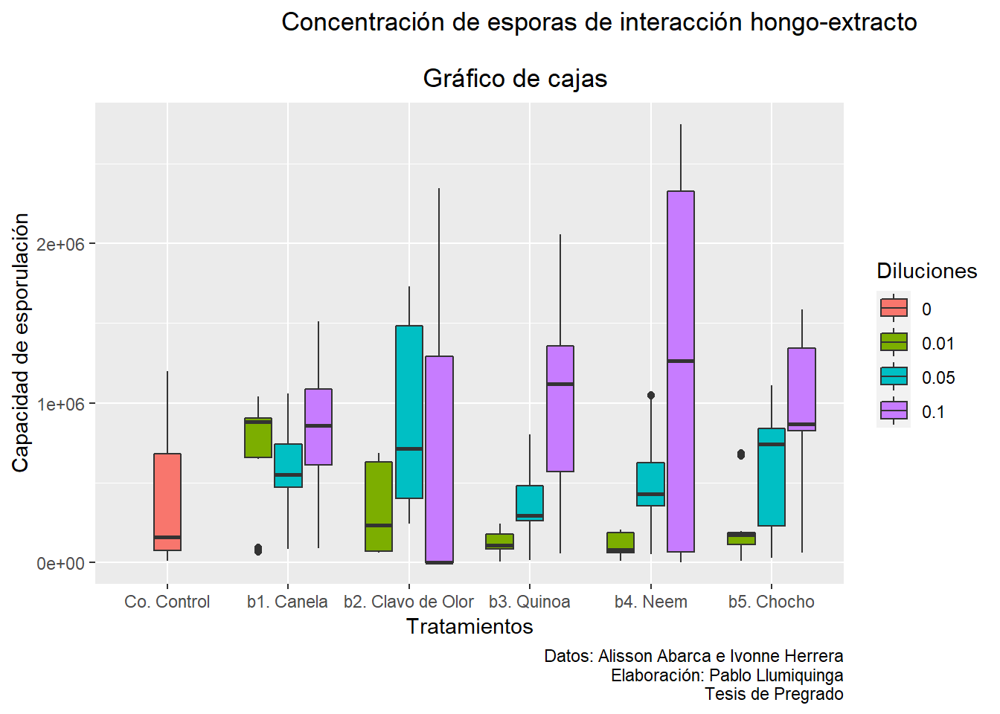 Concentración de esporas de interacción hongo-extracto
Gráfico de cajas
Capacidad de esporulación
2e+06
1e+06
0e+00
Co. Control
b1. Canela
b2. Clavo de Olor
b3. Quinoa
b4. Neem
b5. Chocho
Tratamientos
Diluciones
0
0.01
0.05
0.1
Datos: Alisson Abarca e Ivonne Herrera
Elaboración: Pablo Llumiquinga
Tesis de Pregrado